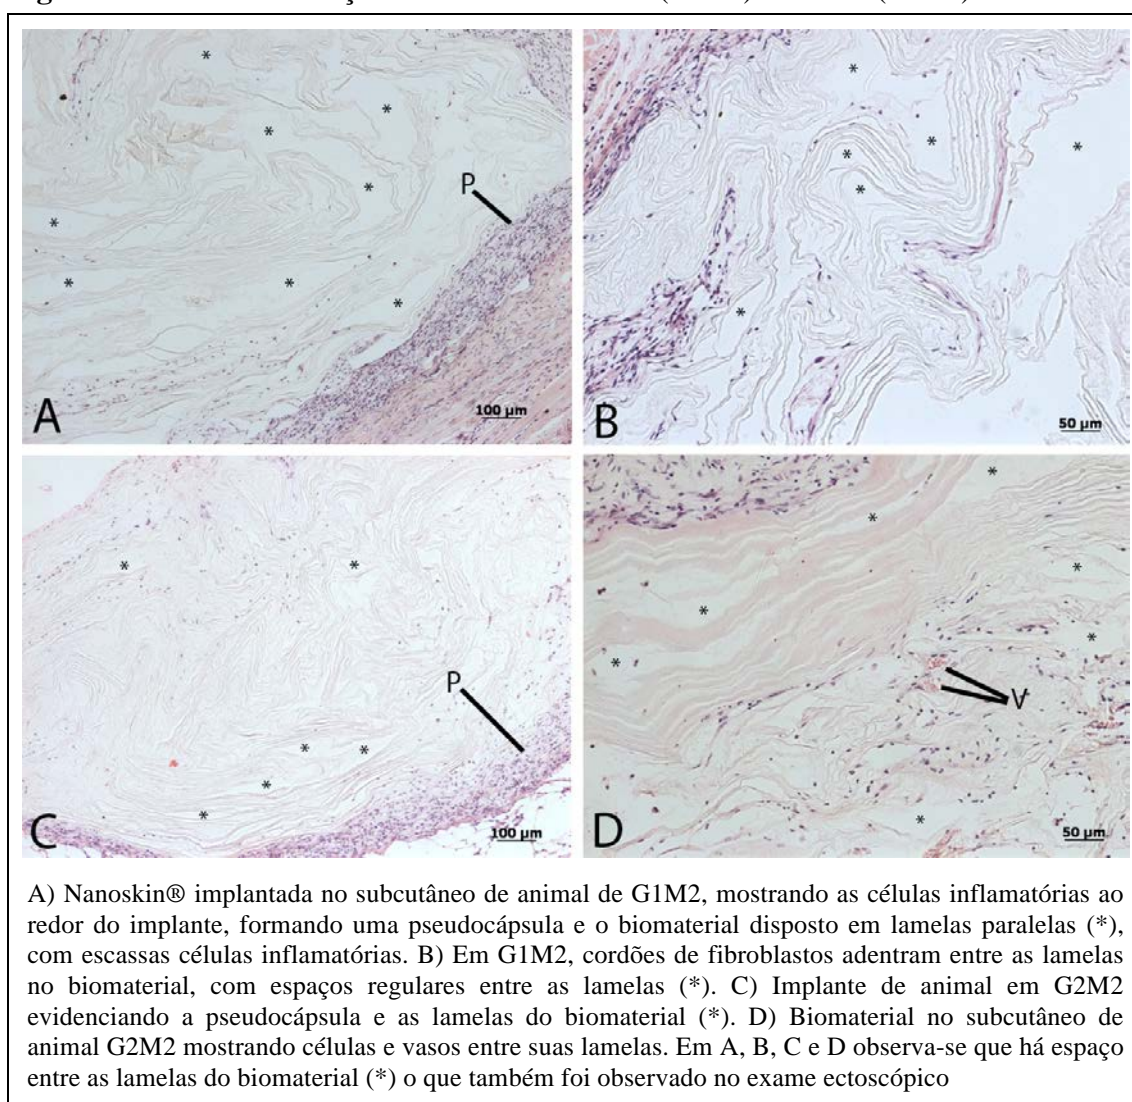 P
A
100 µm
B
50 µm
P
C
100 µm
V
D
50 µm
A) Nanoskin® implantada no subcutâneo de animal de G1M2, mostrando as células inflamatórias ao
redor do implante, formando uma pseudocápsula e o biomaterial disposto em lamelas paralelas (*),
com escassas células inflamatórias. B) Em G1M2, cordões de fibroblastos adentram entre as lamelas
no biomaterial, com espaços regulares entre as lamelas (*). C) Implante de animal em G2M2
evidenciando a pseudocápsula e as lamelas do biomaterial (*). D) Biomaterial no subcutâneo de
animal G2M2 mostrando células e vasos entre suas lamelas. Em A, B, C e D observa-se que há espaço
entre as lamelas do biomaterial (*) o que também foi observado no exame ectoscópico